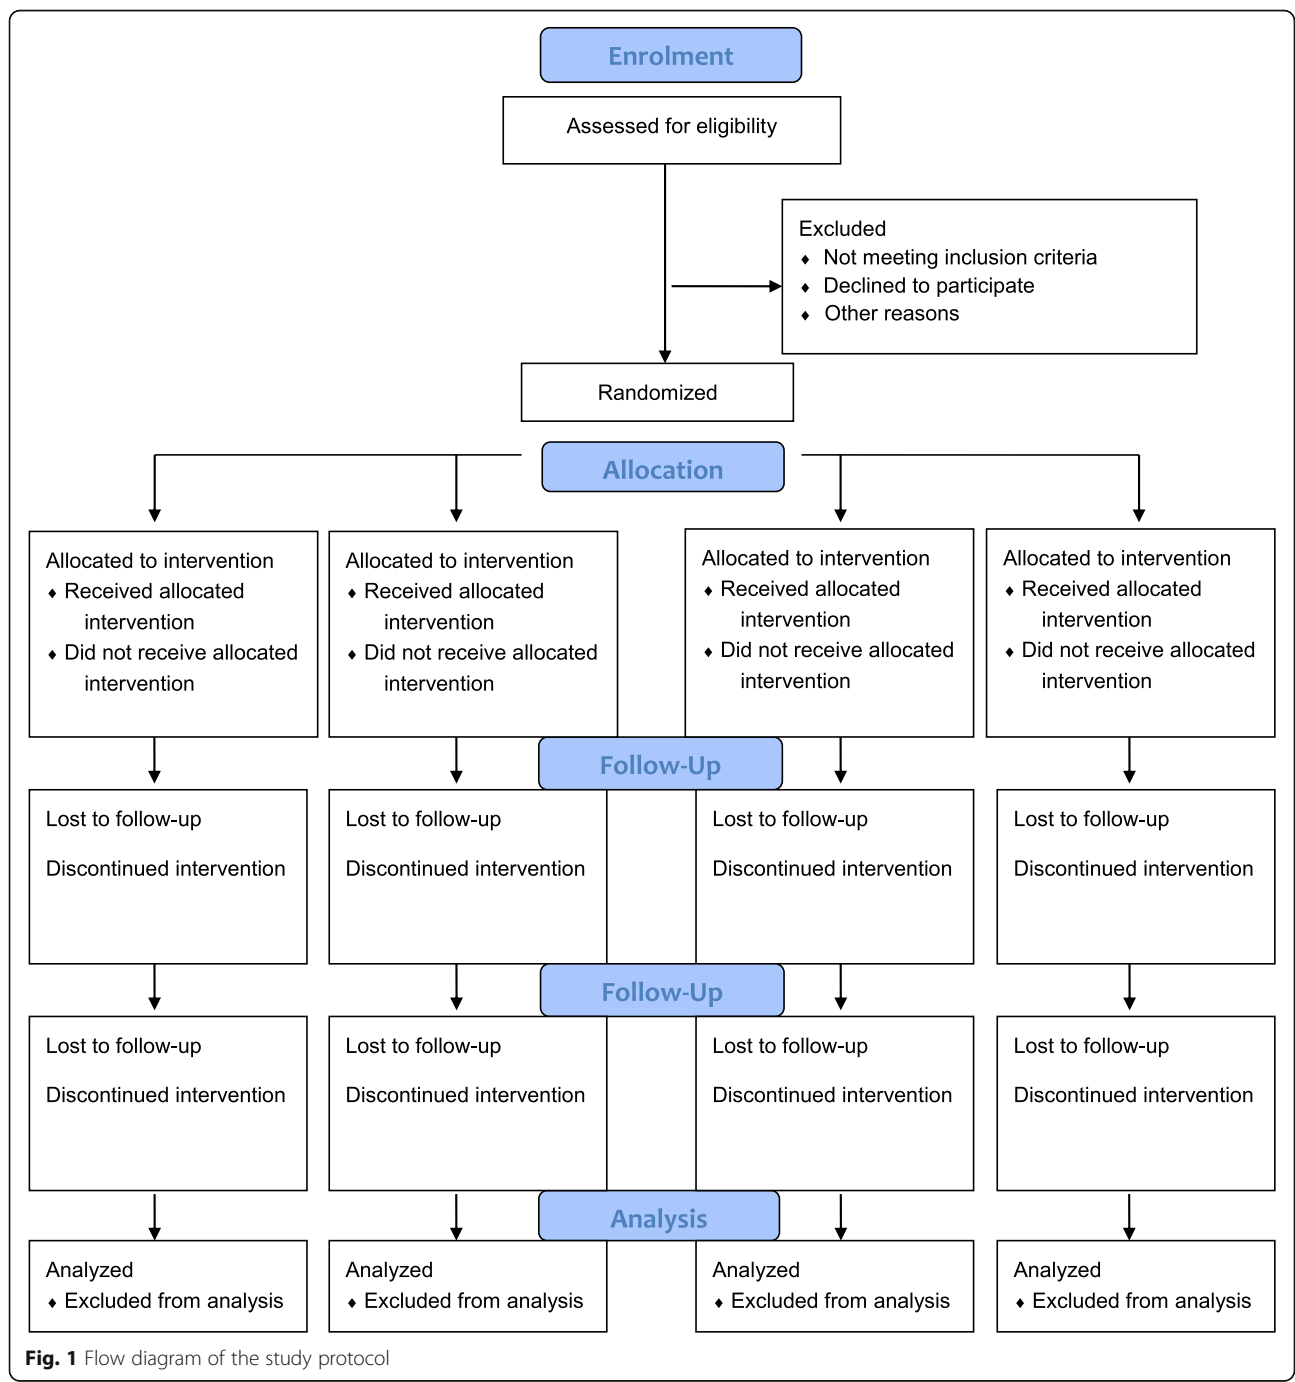 Enrolment
Assessed for eligibility
Excluded
♦ Not meeting inclusion criteria
♦ Declined to participate
♦ Other reasons
Randomized
Allocation
Allocated to intervention
♦ Received allocated
intervention
♦ Did not receive allocated
intervention
Allocated to intervention
♦ Received allocated
intervention
♦ Did not receive allocated
intervention
Allocated to intervention
♦ Received allocated
intervention
♦ Did not receive allocated
intervention
Allocated to intervention
♦ Received allocated
intervention
♦ Did not receive allocated
intervention
Follow-Up
Lost to follow-up
Discontinued intervention
Lost to follow-up
Discontinued intervention
Lost to follow-up
Discontinued intervention
Lost to follow-up
Discontinued intervention
Follow-Up
Lost to follow-up
Discontinued intervention
Lost to follow-up
Discontinued intervention
Lost to follow-up
Discontinued intervention
Lost to follow-up
Discontinued intervention
Analysis
Analyzed
♦ Excluded from analysis
Analyzed
♦ Excluded from analysis
Analyzed
♦ Excluded from analysis
Analyzed
♦ Excluded from analysis
Fig. 1 Flow diagram of the study protocol